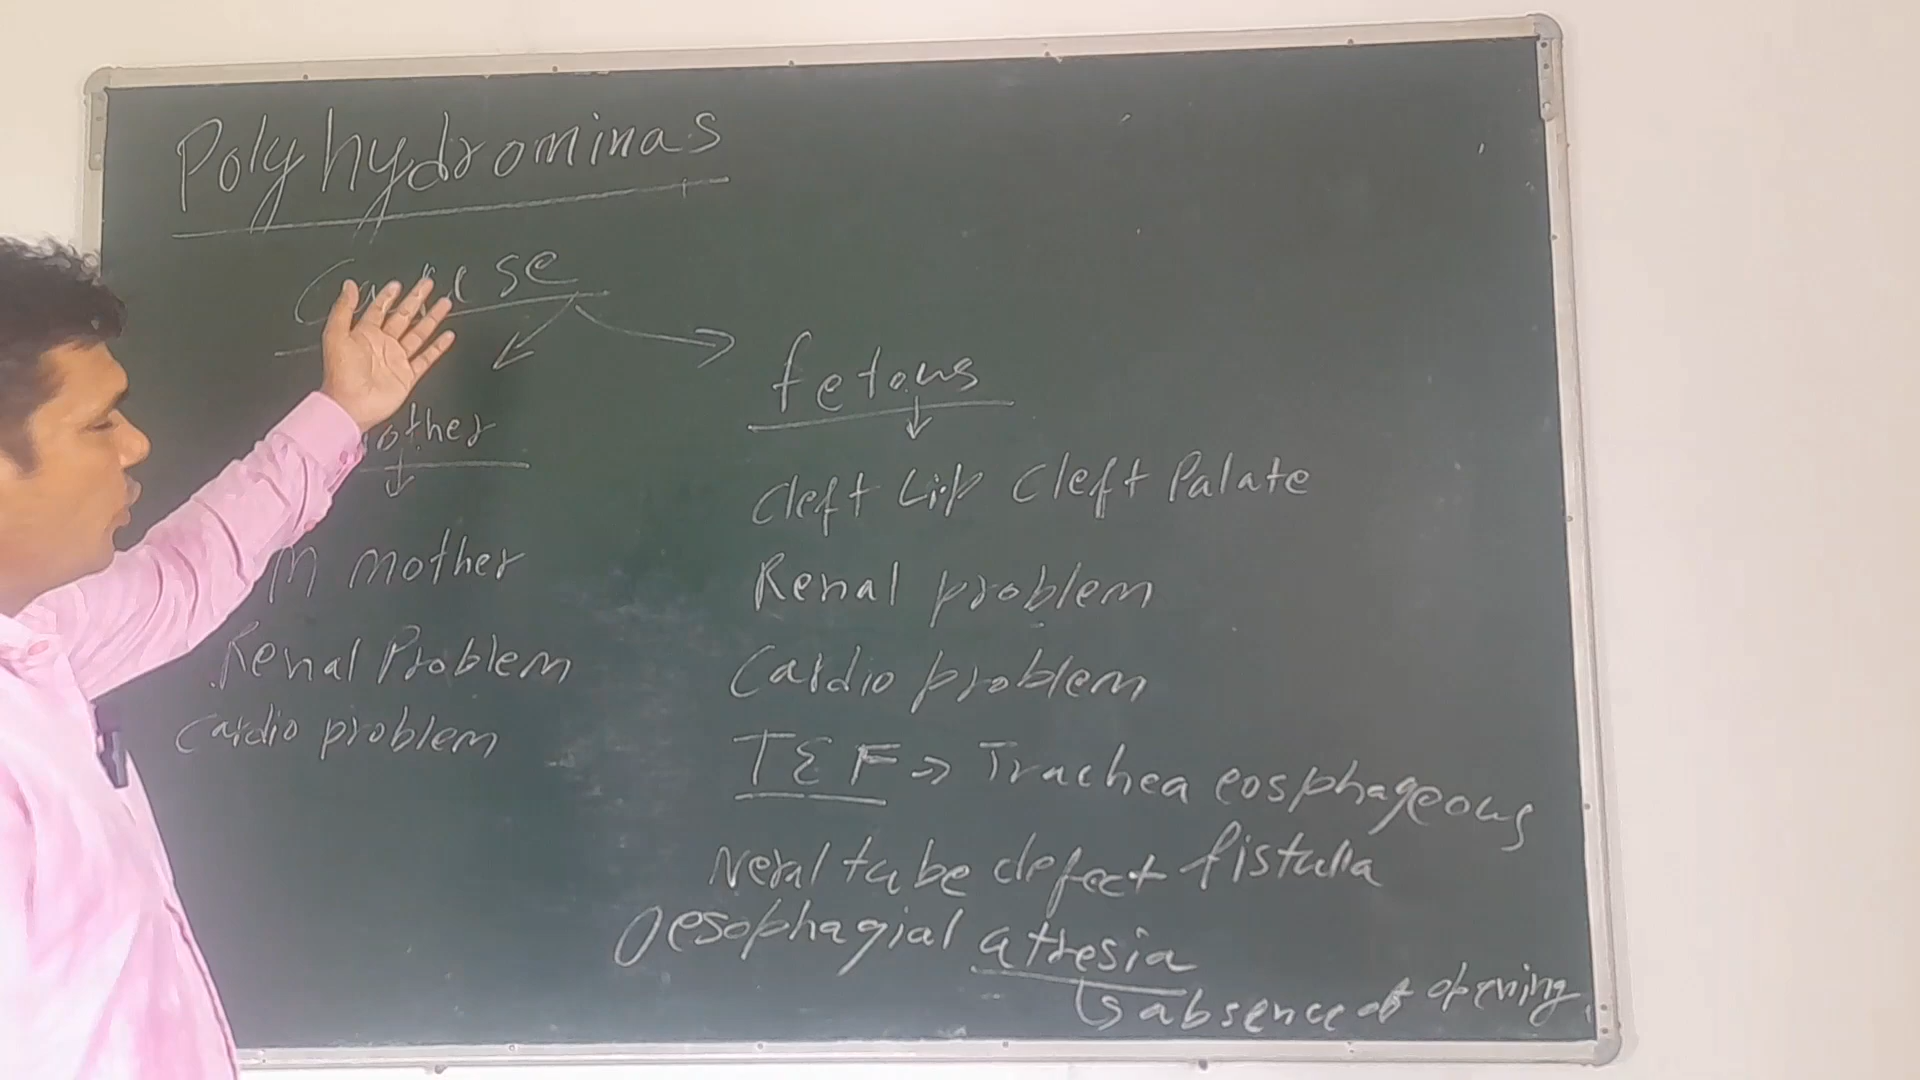 Polyhydrominas
Cause
other
fetous
M mother
Renal Problem
Cardio problem
Cleft Lip Cleft Palate
Renal problem
Cardio problem
TEF -> Trachea eosphageous
Neral tube defect fistula
Oesophagial atresia
absence of opening